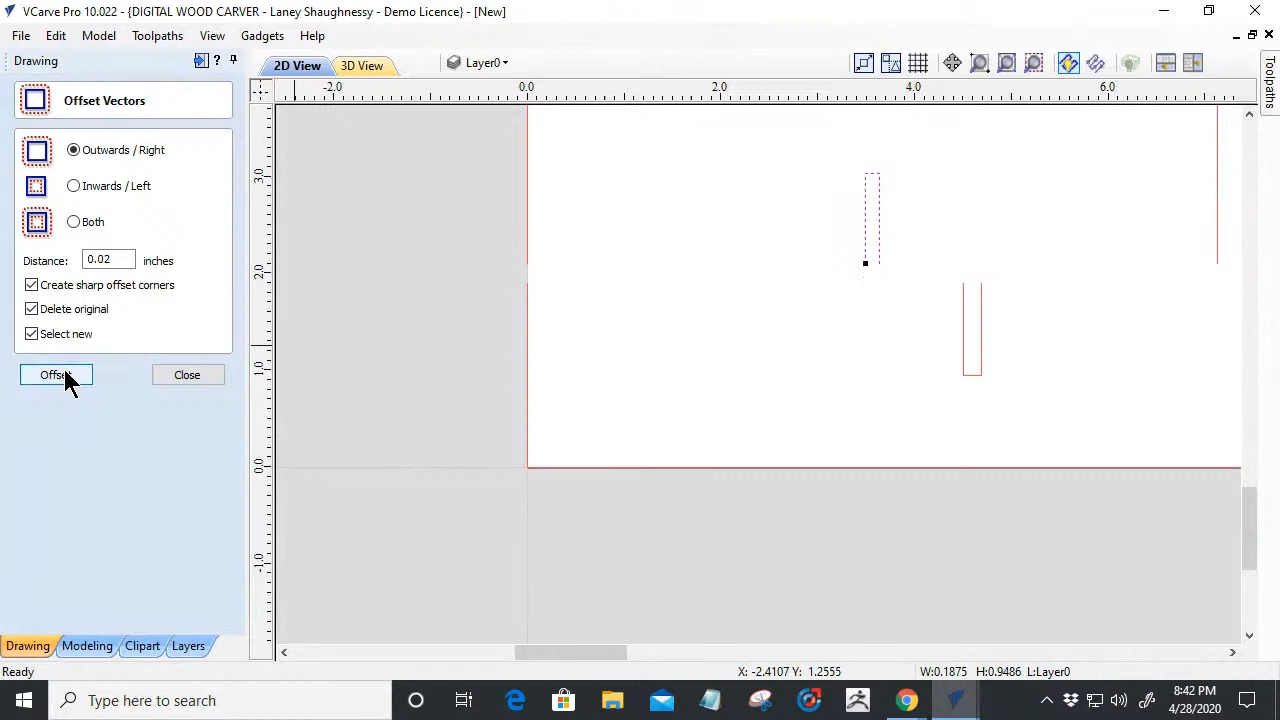 VCarve Pro 10.022 - {DIGITAL WOOD CARVER - Laney Shaughnessy - Demo Licence} - [New]
File Edit Model Toolpaths View Gadgets Help
Drawing
2D View 3D View Layer0
Toolpaths
Offset Vectors
-2.0 0.0 2.0 4.0 6.0
Outwards / Right
Inwards / Left
Both
Distance: 0.02 inches
Create sharp offset corners
Delete original
Select new
Offset Close
3.0
2.0
1.0
0.0
-1.0
Drawing Modeling Clipart Layers
Ready X: -2.4107 Y: 1.2555 W:0.1875 H:0.9486 L:Layer0
Type here to search
8:42 PM
4/28/2020